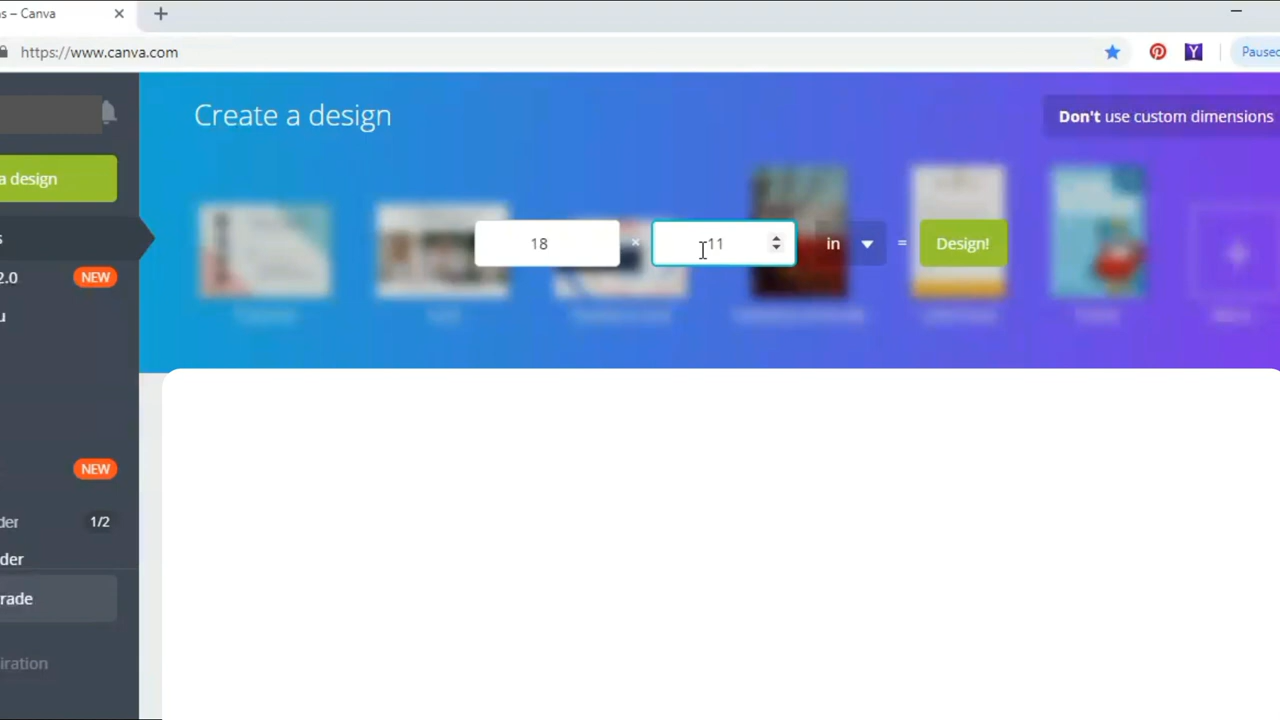 s – Canva
https://www.canva.com
Paused
Create a design
Don't use custom dimensions
a design
18 × 11 in = Design!
s
2.0 NEW
u
NEW
der 1/2
der
rade
iration